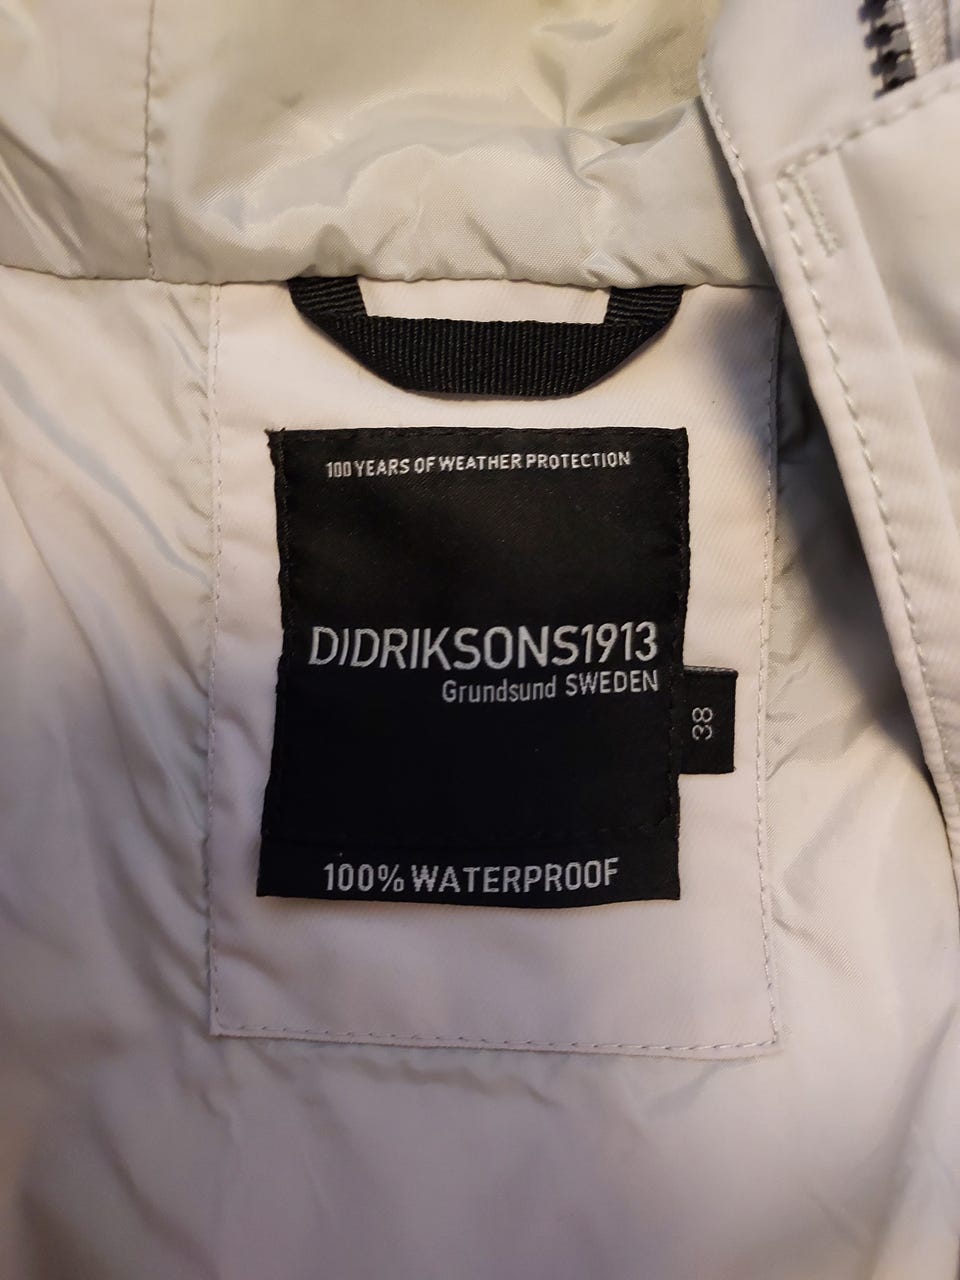 100 YEARS OF WEATHER PROTECTION
DIDRIKSONS1913
Grundsund SWEDEN
38
100% WATERPROOF